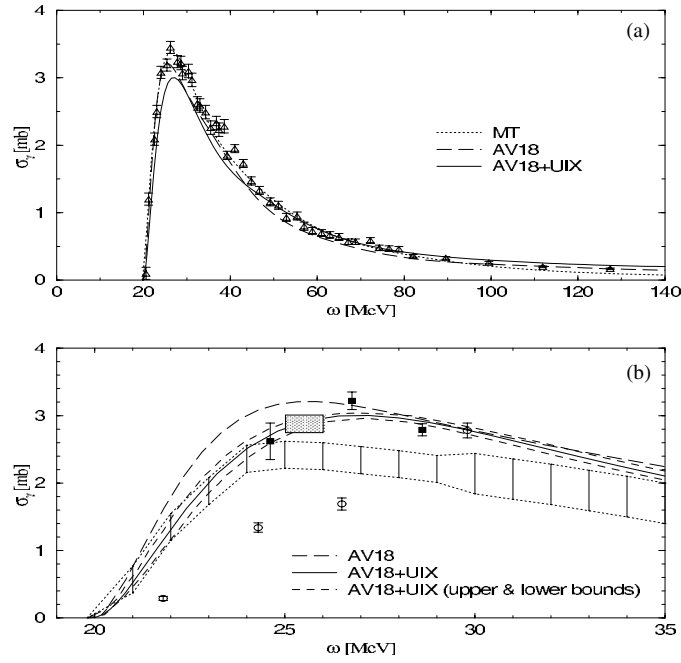 (a)
4
3
2
1
0
σγ [mb]
MT
AV18
AV18+UIX
0 20 40 60 80 100 120 140
ω [MeV]
(b)
4
3
2
1
0
σγ [mb]
AV18
AV18+UIX
AV18+UIX (upper & lower bounds)
20 25 30 35
ω [MeV]